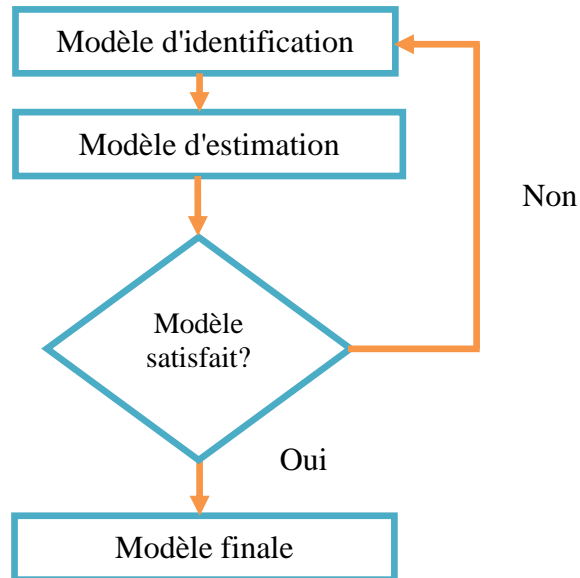 Modèle d'identification
Modèle d'estimation
Non
Modèle
satisfait?
Oui
Modèle finale